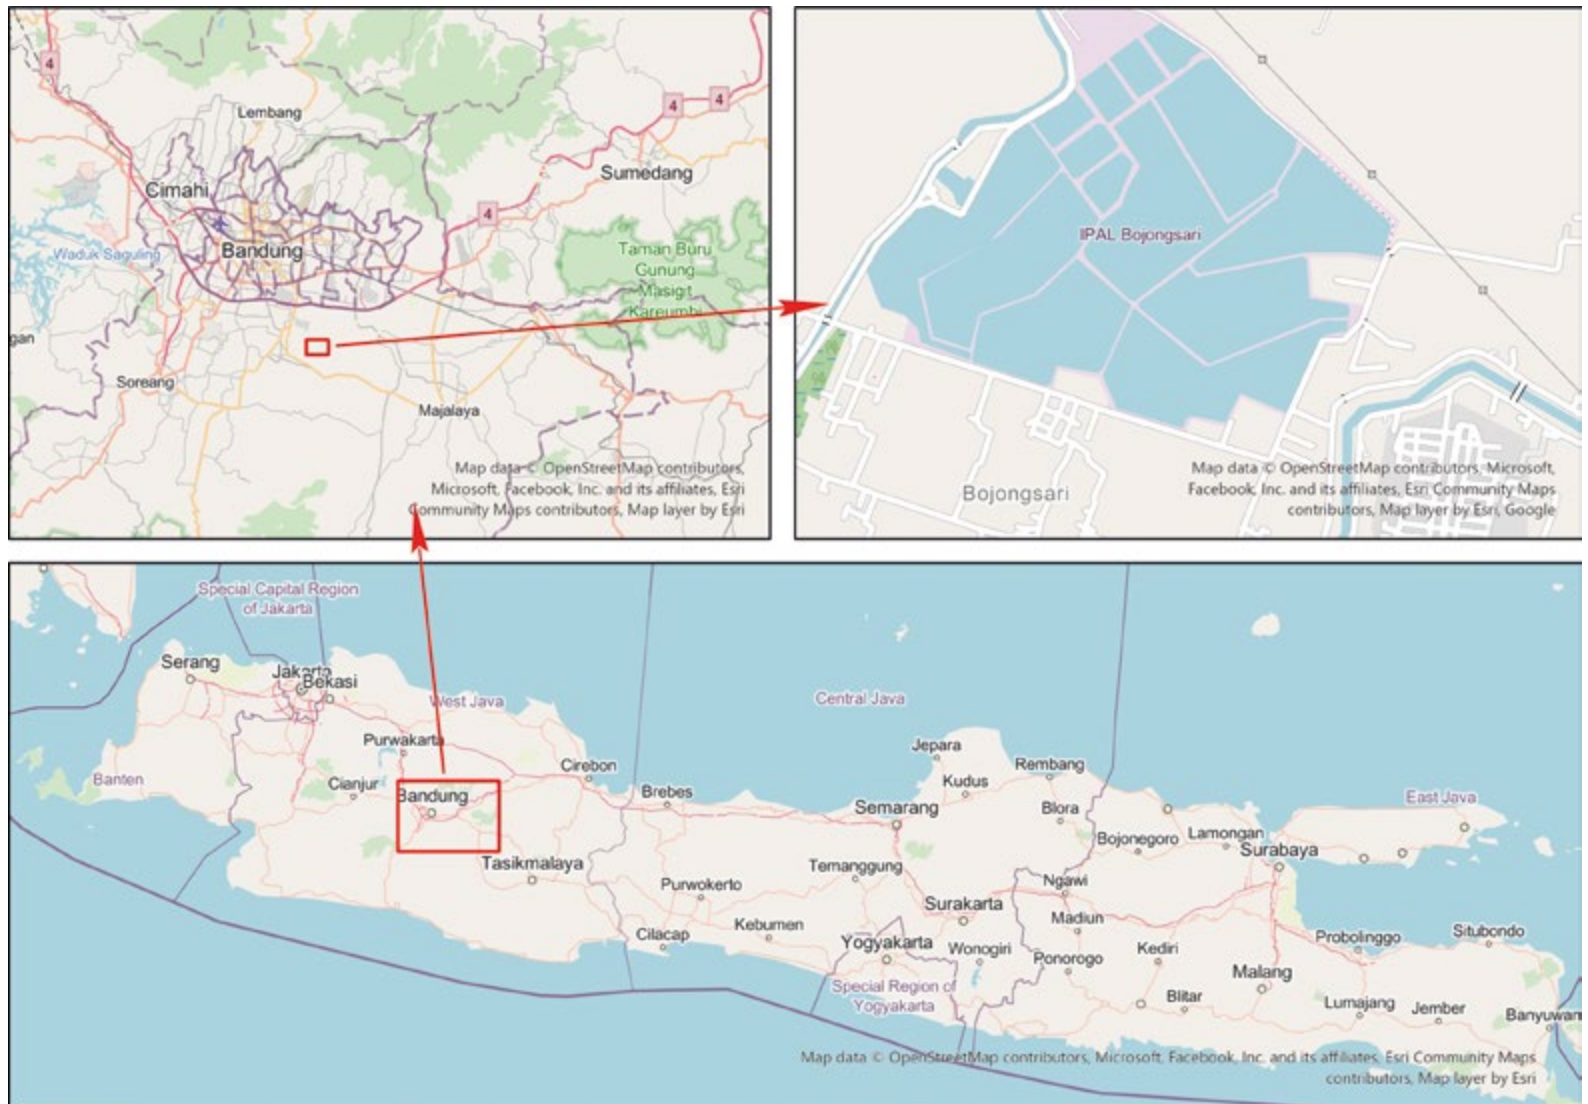 4
Lembang
4
4
Cimahi
Sumedang
4
Waduk Saguling
Bandung
Taman Buru
Gunung
Masigit
Kareumbi
gan
Soreang
Majalaya
Map data © OpenStreetMap contributors,
Microsoft, Facebook, Inc. and its affiliates, Esri
Community Maps contributors, Map layer by Esri
IPAL Bojongsari
Bojongsari
Map data © OpenStreetMap contributors, Microsoft,
Facebook, Inc. and its affiliates, Esri Community Maps
contributors, Map layer by Esri, Google
Special Capital Region
of Jakarta
Serang
Jakarta
Bekasi
West Java
Central Java
Purwakarta
Jepara
Cirebon
Rembang
Banten
Cianjur
Kudus
Brebes
Bandung
East Java
Semarang
Blora
Bojonegoro
Lamongan
Surabaya
Tasikmalaya
Temanggung
Purwokerto
Ngawi
Surakarta
Madiun
Kebumen
Cilacap
Yogyakarta
Wonogiri
Ponorogo
Kediri
Probolinggo
Situbondo
Malang
Special Region of
Yogyakarta
Blitar
Lumajang
Jember
Banyuwan
Map data © OpenStreetMap contributors, Microsoft, Facebook, Inc. and its affiliates, Esri Community Maps
contributors, Map layer by Esri